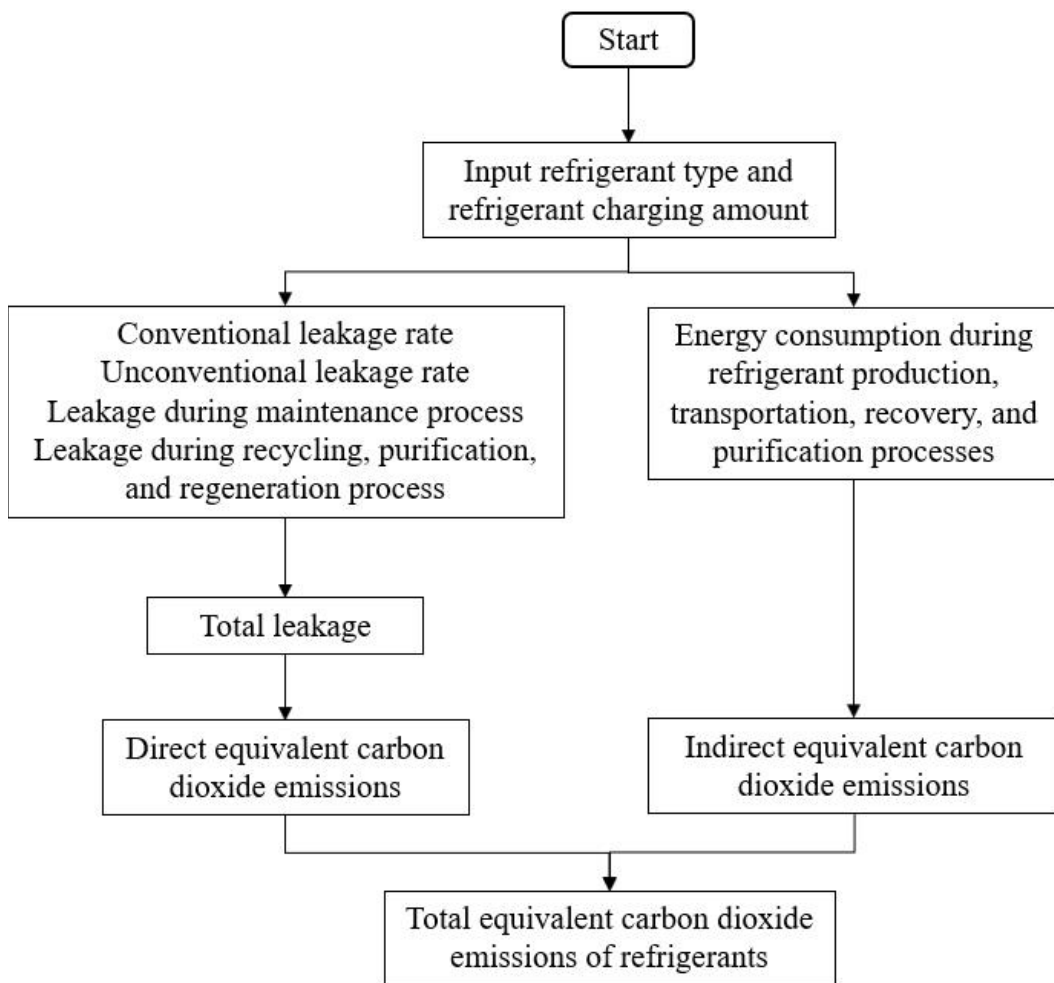 Start
Input refrigerant type and
refrigerant charging amount
Conventional leakage rate
Unconventional leakage rate
Leakage during maintenance process
Leakage during recycling, purification,
and regeneration process
Energy consumption during
refrigerant production,
transportation, recovery, and
purification processes
Total leakage
Direct equivalent carbon
dioxide emissions
Indirect equivalent carbon
dioxide emissions
Total equivalent carbon dioxide
emissions of refrigerants